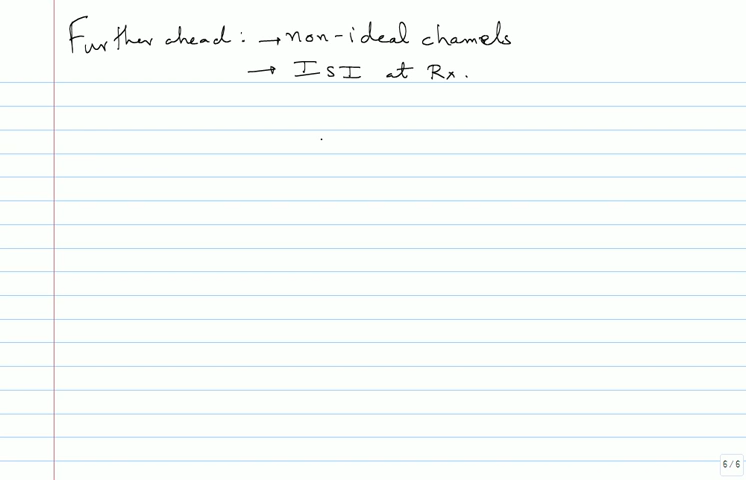 Further ahead: → non-ideal channels
→ ISI at Rx.
6/6